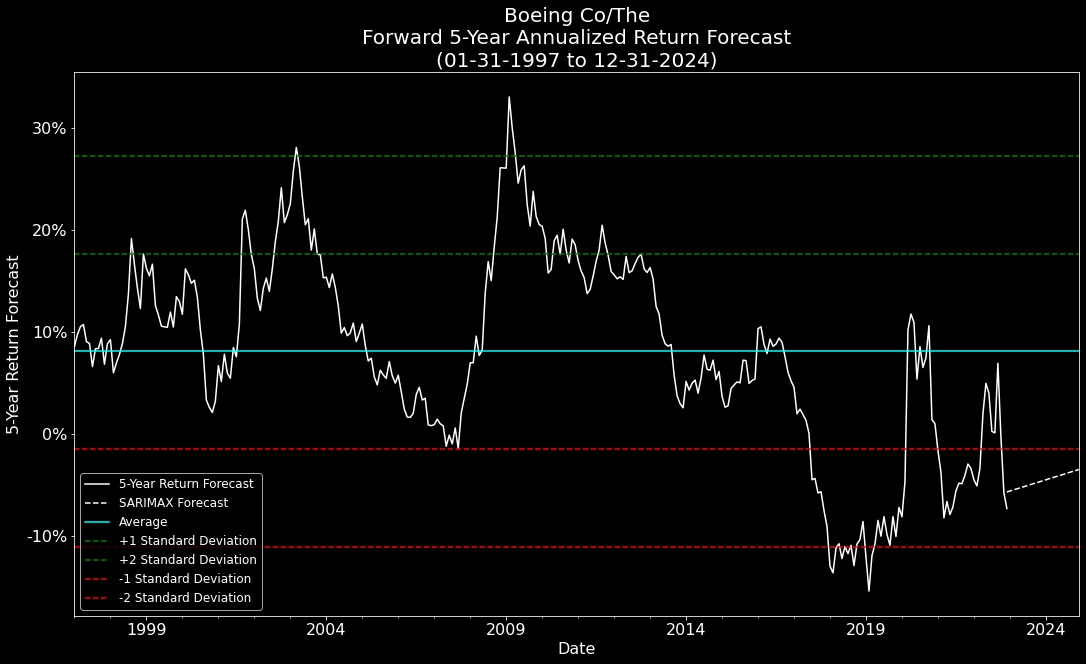 Boeing Co/The
Forward 5-Year Annualized Return Forecast
(01-31-1997 to 12-31-2024)
5-Year Return Forecast
30%
20%
10%
0%
-10%
5-Year Return Forecast
SARIMAX Forecast
Average
+1 Standard Deviation
+2 Standard Deviation
-1 Standard Deviation
-2 Standard Deviation
1999
2004
2009
2014
2019
2024
Date